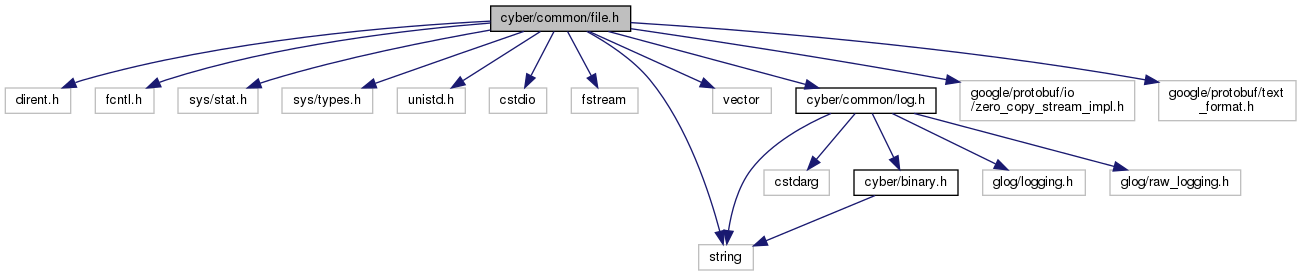 cyber/common/file.h
dirent.h
fcntl.h
sys/stat.h
sys/types.h
unistd.h
cstdio
fstream
vector
cyber/common/log.h
google/protobuf/io
/zero_copy_stream_impl.h
google/protobuf/text
_format.h
cstdarg
cyber/binary.h
glog/logging.h
glog/raw_logging.h
string